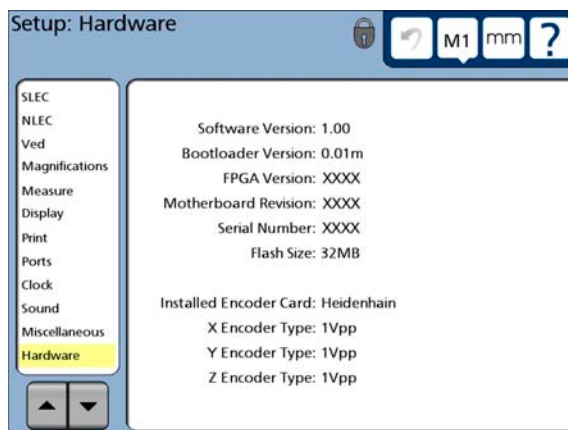 Setup: Hardware
M1
mm
?
SLEC
NLEC
Ved
Magnifications
Measure
Display
Print
Ports
Clock
Sound
Miscellaneous
Hardware
Software Version: 1.00
Bootloader Version: 0.01m
FPGA Version: XXXX
Motherboard Revision: XXXX
Serial Number: XXXX
Flash Size: 32MB
Installed Encoder Card: Heidenhain
X Encoder Type: 1Vpp
Y Encoder Type: 1Vpp
Z Encoder Type: 1Vpp